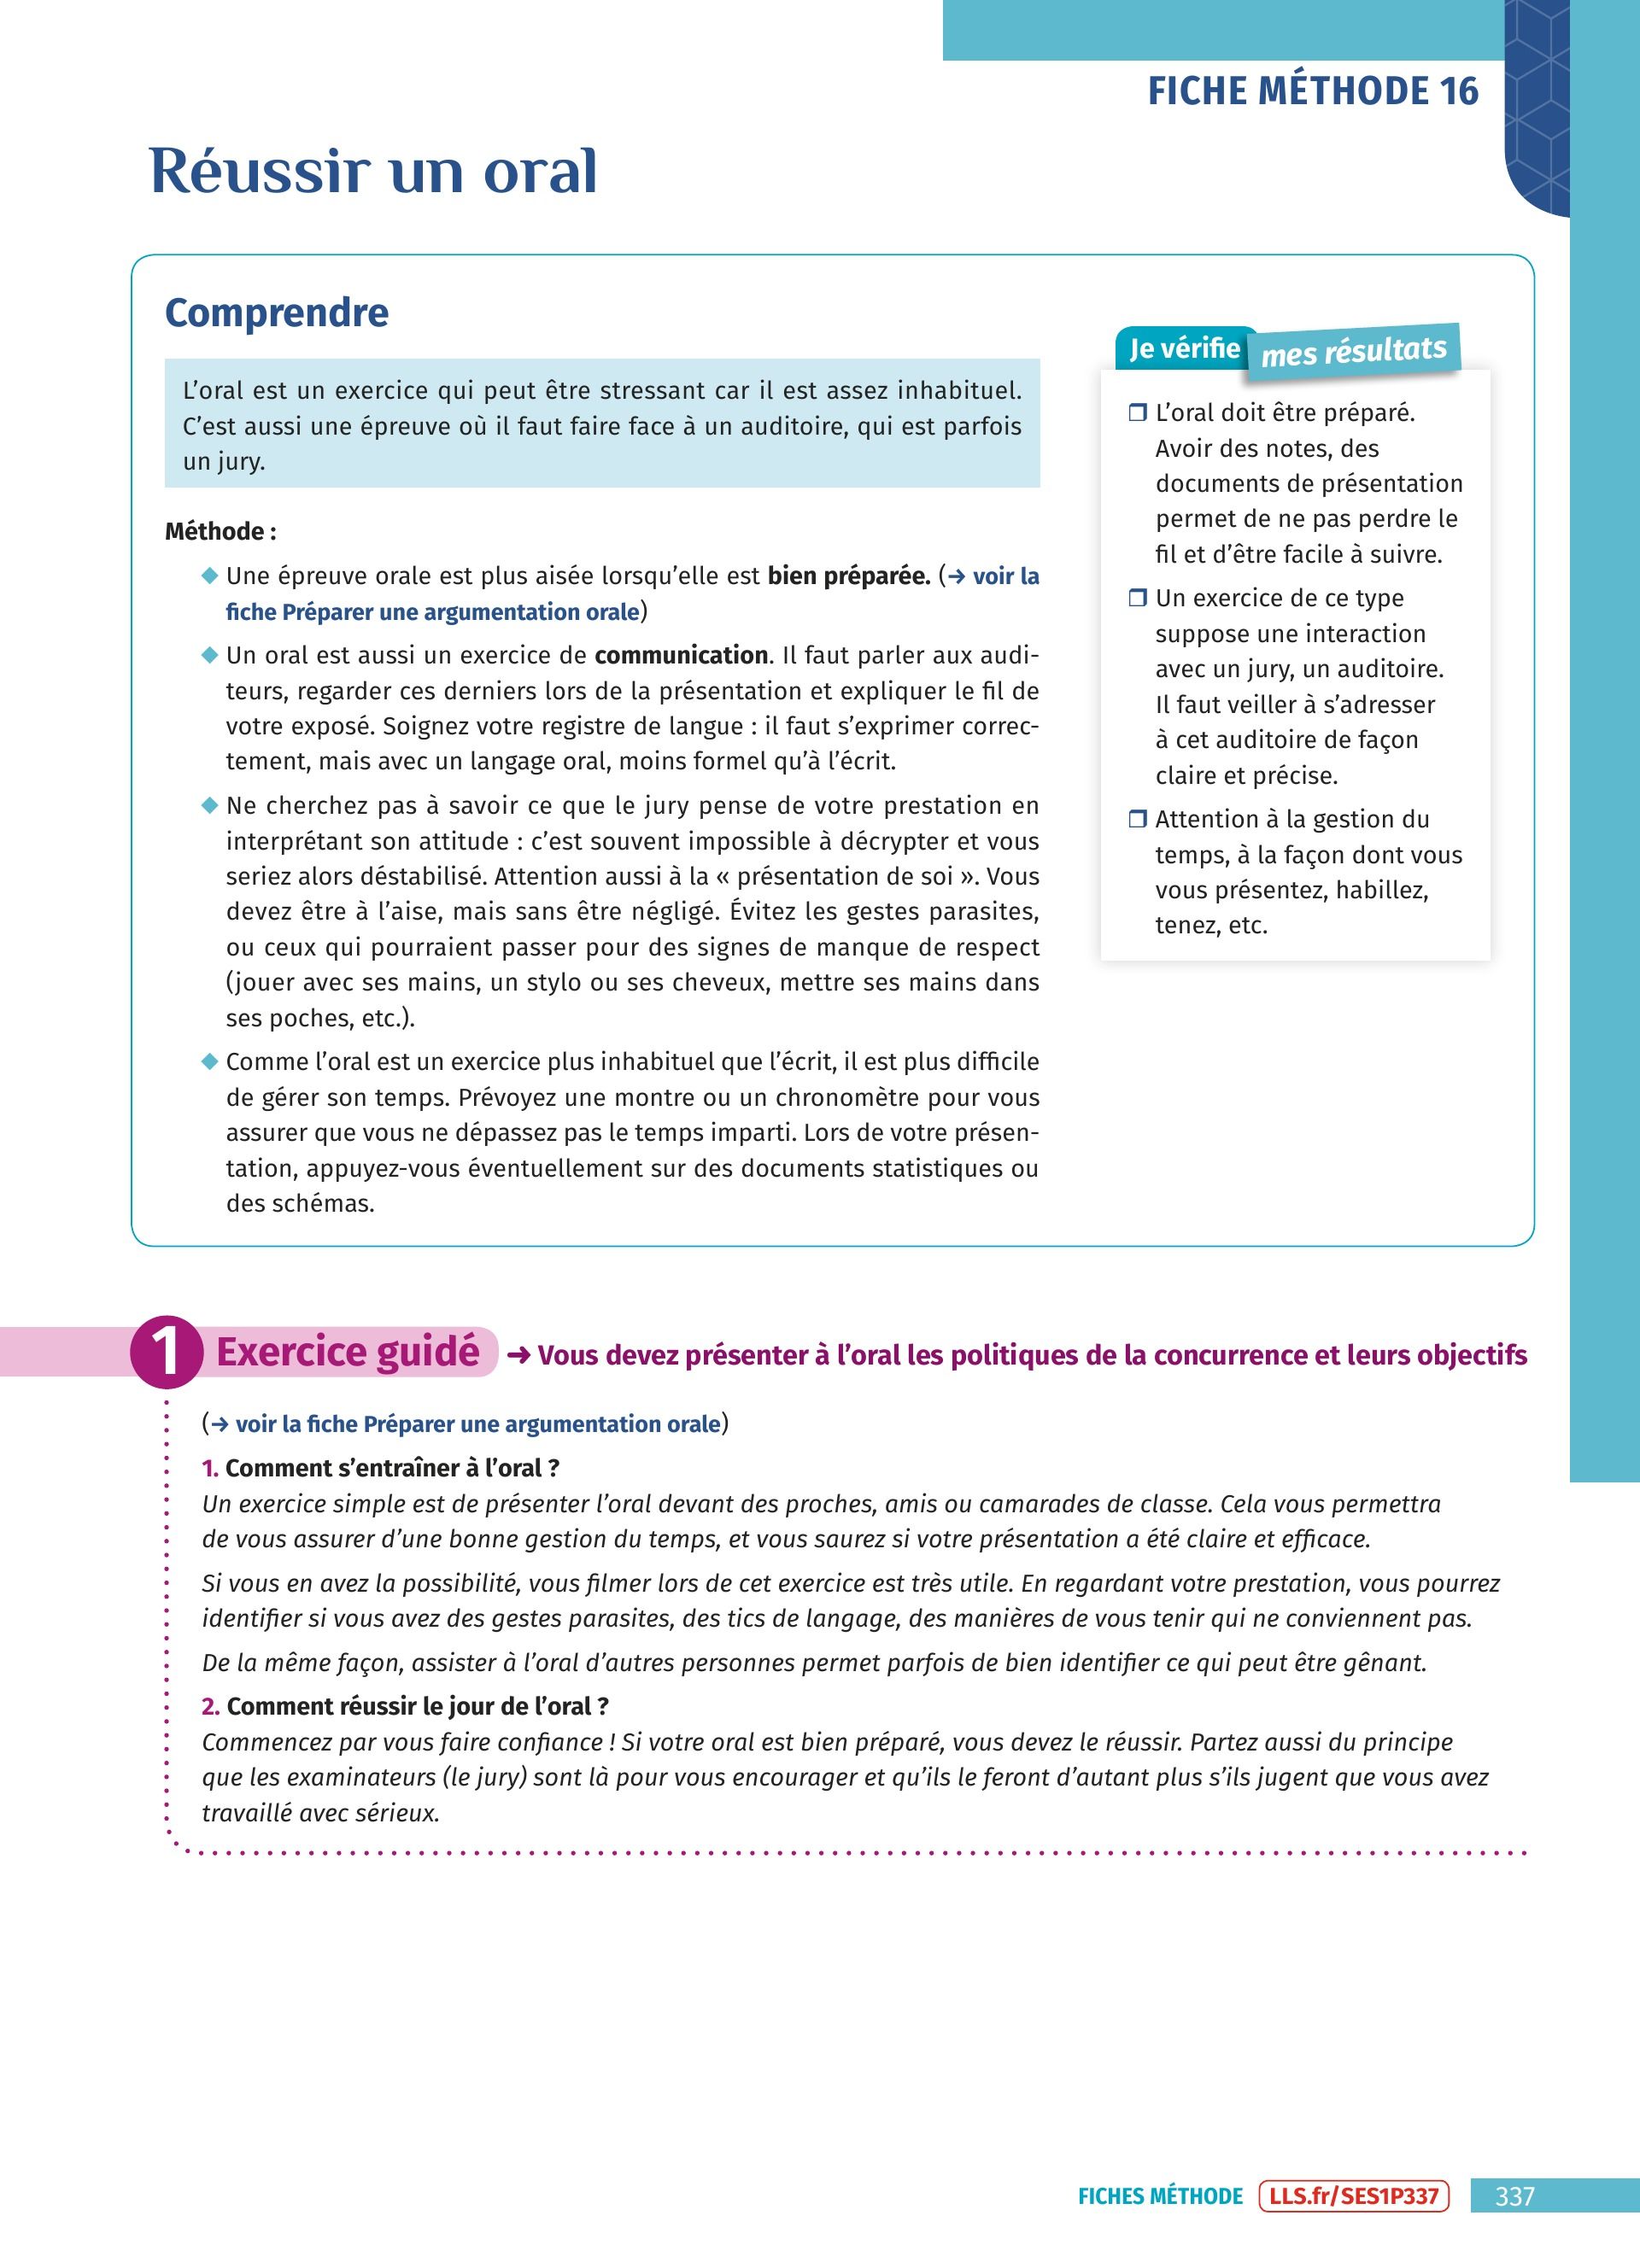 FICHE MÉTHODE 16
Réussir un oral
Comprendre
L’oral est un exercice qui peut être stressant car il est assez inhabituel.
C’est aussi une épreuve où il faut faire face à un auditoire, qui est parfois
un jury.
Méthode :
◆ Une épreuve orale est plus aisée lorsqu’elle est bien préparée. (→ voir la
fiche Préparer une argumentation orale)
◆ Un oral est aussi un exercice de communication. Il faut parler aux audi-
teurs, regarder ces derniers lors de la présentation et expliquer le fil de
votre exposé. Soignez votre registre de langue : il faut s’exprimer correc-
tement, mais avec un langage oral, moins formel qu’à l’écrit.
◆ Ne cherchez pas à savoir ce que le jury pense de votre prestation en
interprétant son attitude : c’est souvent impossible à décrypter et vous
seriez alors déstabilisé. Attention aussi à la « présentation de soi ». Vous
devez être à l’aise, mais sans être négligé. Évitez les gestes parasites,
ou ceux qui pourraient passer pour des signes de manque de respect
(jouer avec ses mains, un stylo ou ses cheveux, mettre ses mains dans
ses poches, etc.).
◆ Comme l’oral est un exercice plus inhabituel que l’écrit, il est plus difficile
de gérer son temps. Prévoyez une montre ou un chronomètre pour vous
assurer que vous ne dépassez pas le temps imparti. Lors de votre présen-
tation, appuyez-vous éventuellement sur des documents statistiques ou
des schémas.
Je vérifie mes résultats
❒ L’oral doit être préparé.
Avoir des notes, des
documents de présentation
permet de ne pas perdre le
fil et d’être facile à suivre.
❒ Un exercice de ce type
suppose une interaction
avec un jury, un auditoire.
Il faut veiller à s’adresser
à cet auditoire de façon
claire et précise.
❒ Attention à la gestion du
temps, à la façon dont vous
vous présentez, habillez,
tenez, etc.
1 Exercice guidé → Vous devez présenter à l’oral les politiques de la concurrence et leurs objectifs
(→ voir la fiche Préparer une argumentation orale)
1. Comment s’entraîner à l’oral ?
Un exercice simple est de présenter l’oral devant des proches, amis ou camarades de classe. Cela vous permettra
de vous assurer d’une bonne gestion du temps, et vous saurez si votre présentation a été claire et efficace.
Si vous en avez la possibilité, vous filmer lors de cet exercice est très utile. En regardant votre prestation, vous pourrez
identifier si vous avez des gestes parasites, des tics de langage, des manières de vous tenir qui ne conviennent pas.
De la même façon, assister à l’oral d’autres personnes permet parfois de bien identifier ce qui peut être gênant.
2. Comment réussir le jour de l’oral ?
Commencez par vous faire confiance ! Si votre oral est bien préparé, vous devez le réussir. Partez aussi du principe
que les examinateurs (le jury) sont là pour vous encourager et qu’ils le feront d’autant plus s’ils jugent que vous avez
travaillé avec sérieux.
FICHES MÉTHODE LLS.fr/SES1P337 337